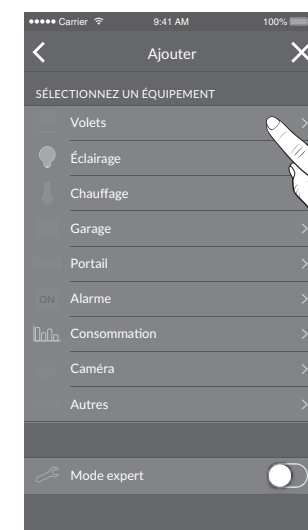 Carrier 9:41 AM 100%
Ajouter
SÉLECTIONNEZ UN ÉQUIPEMENT
Volets
Éclairage
Chauffage
Garage
Portail
ON Alarme
Consommation
Caméra
Autres
Mode expert